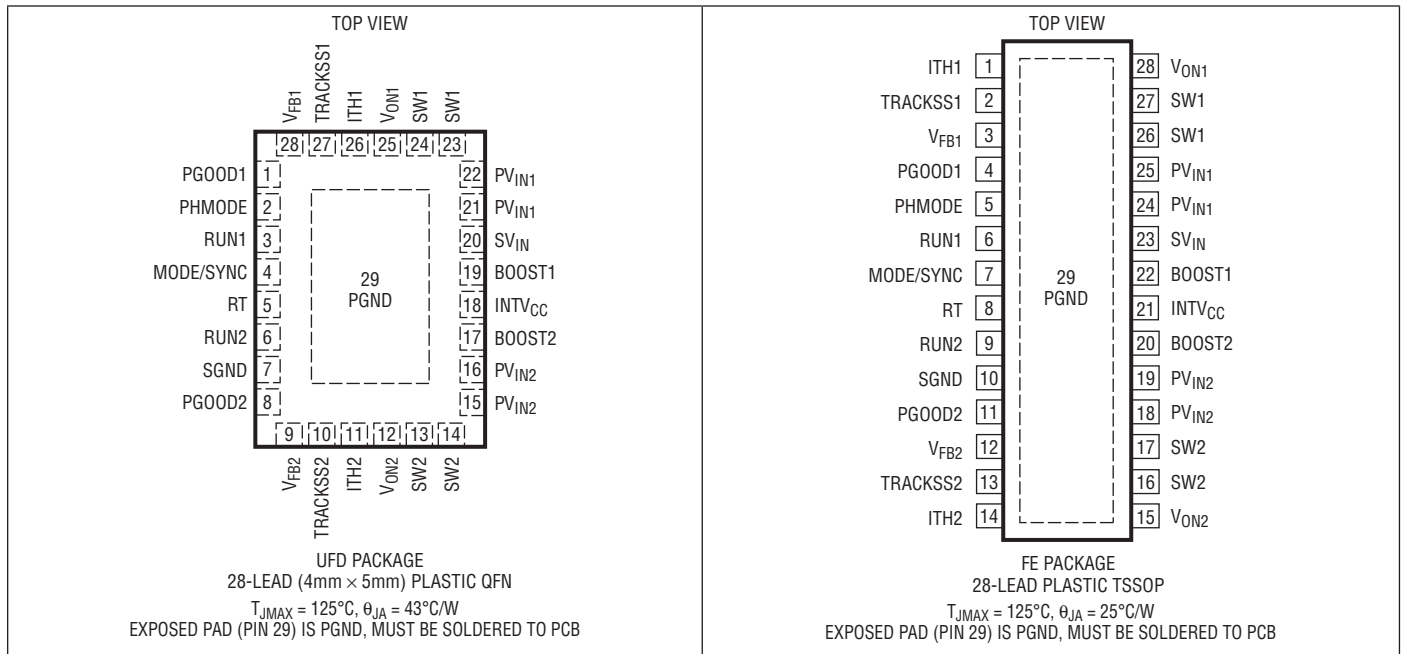 TOP VIEW
VFB1
TRACKSS1
ITH1
VON1
SW1
SW1
28 27 26 25 24 23
PGOOD1 1
PHMODE 2
RUN1 3
MODE/SYNC 4
RT 5
RUN2 6
SGND 7
PGOOD2 8
29
PGND
22 PVIN1
21 PVIN1
20 SVIN
19 BOOST1
18 INTVCC
17 BOOST2
16 PVIN2
15 PVIN2
9 10 11 12 13 14
VFB2
TRACKSS2
ITH2
VON2
SW2
SW2
UFD PACKAGE
28-LEAD (4mm × 5mm) PLASTIC QFN
TJMAX = 125°C, θJA = 43°C/W
EXPOSED PAD (PIN 29) IS PGND, MUST BE SOLDERED TO PCB
TOP VIEW
ITH1 1
TRACKSS1 2
VFB1 3
PGOOD1 4
PHMODE 5
RUN1 6
MODE/SYNC 7
RT 8
RUN2 9
SGND 10
PGOOD2 11
VFB2 12
TRACKSS2 13
ITH2 14
29
PGND
28 VON1
27 SW1
26 SW1
25 PVIN1
24 PVIN1
23 SVIN
22 BOOST1
21 INTVCC
20 BOOST2
19 PVIN2
18 PVIN2
17 SW2
16 SW2
15 VON2
FE PACKAGE
28-LEAD PLASTIC TSSOP
TJMAX = 125°C, θJA = 25°C/W
EXPOSED PAD (PIN 29) IS PGND, MUST BE SOLDERED TO PCB